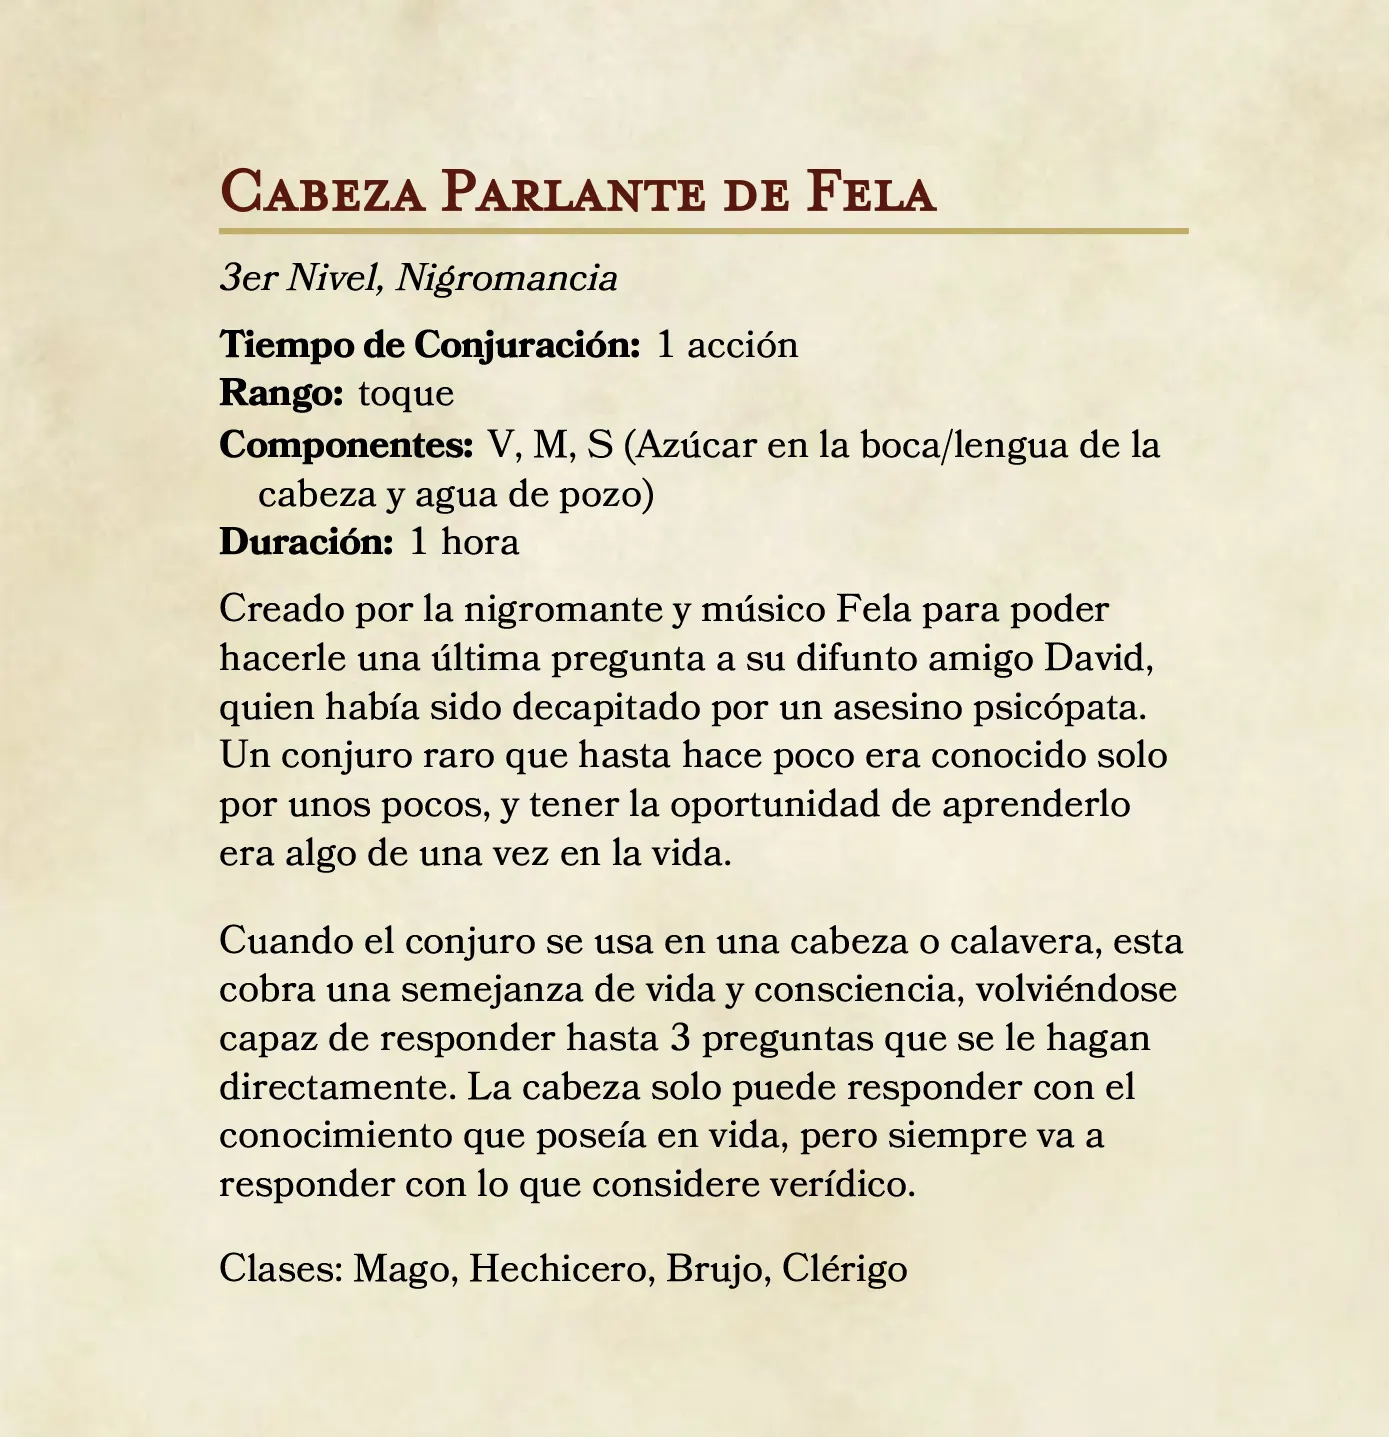 Cabeza Parlante de Fela
3er Nivel, Nigromancia
Tiempo de Conjuración: 1 acción
Rango: toque
Componentes: V, M, S (Azúcar en la boca/lengua de la
cabeza y agua de pozo)
Duración: 1 hora
Creado por la nigromante y músico Fela para poder
hacerle una última pregunta a su difunto amigo David,
quien había sido decapitado por un asesino psicópata.
Un conjuro raro que hasta hace poco era conocido solo
por unos pocos, y tener la oportunidad de aprenderlo
era algo de una vez en la vida.
Cuando el conjuro se usa en una cabeza o calavera, esta
cobra una semejanza de vida y consciencia, volviéndose
capaz de responder hasta 3 preguntas que se le hagan
directamente. La cabeza solo puede responder con el
conocimiento que poseía en vida, pero siempre va a
responder con lo que considere verídico.
Clases: Mago, Hechicero, Brujo, Clérigo